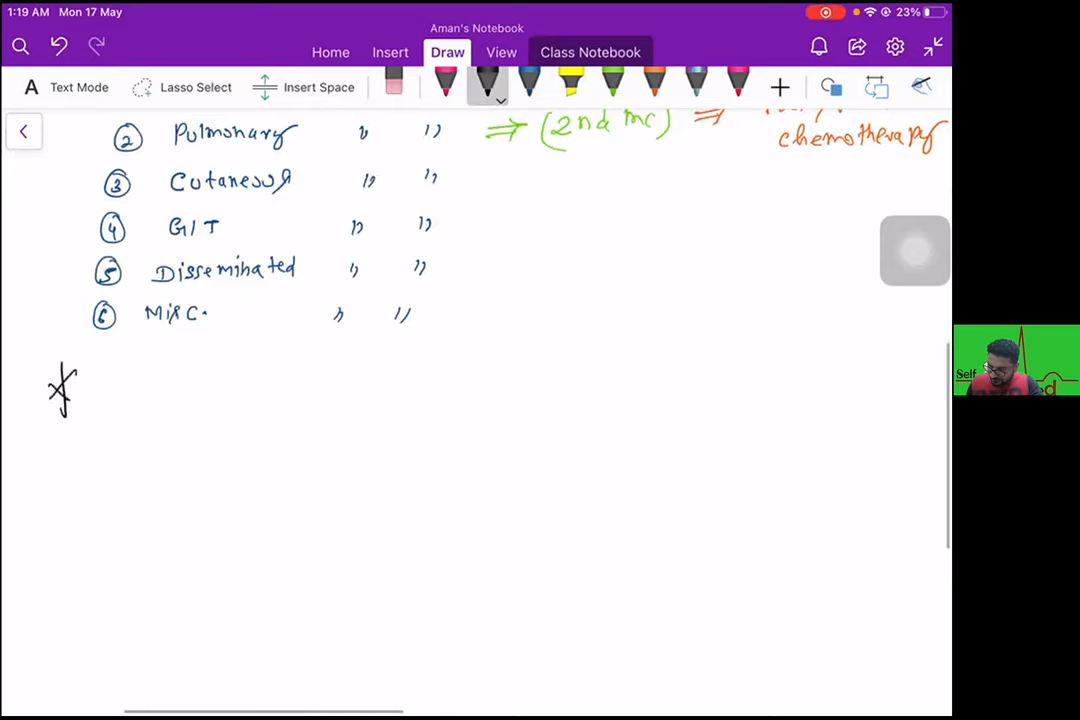 1:19 AM Mon 17 May 23%
Aman's Notebook
Home Insert Draw View Class Notebook
A Text Mode Lasso Select Insert Space
② Pulmonary " " ⇒ (2nd mc) ⇒
chemotherapy
③ Cutaneous " "
④ GIT " "
⑤ Disseminated " "
⑥ Misc. " "
Self
ed